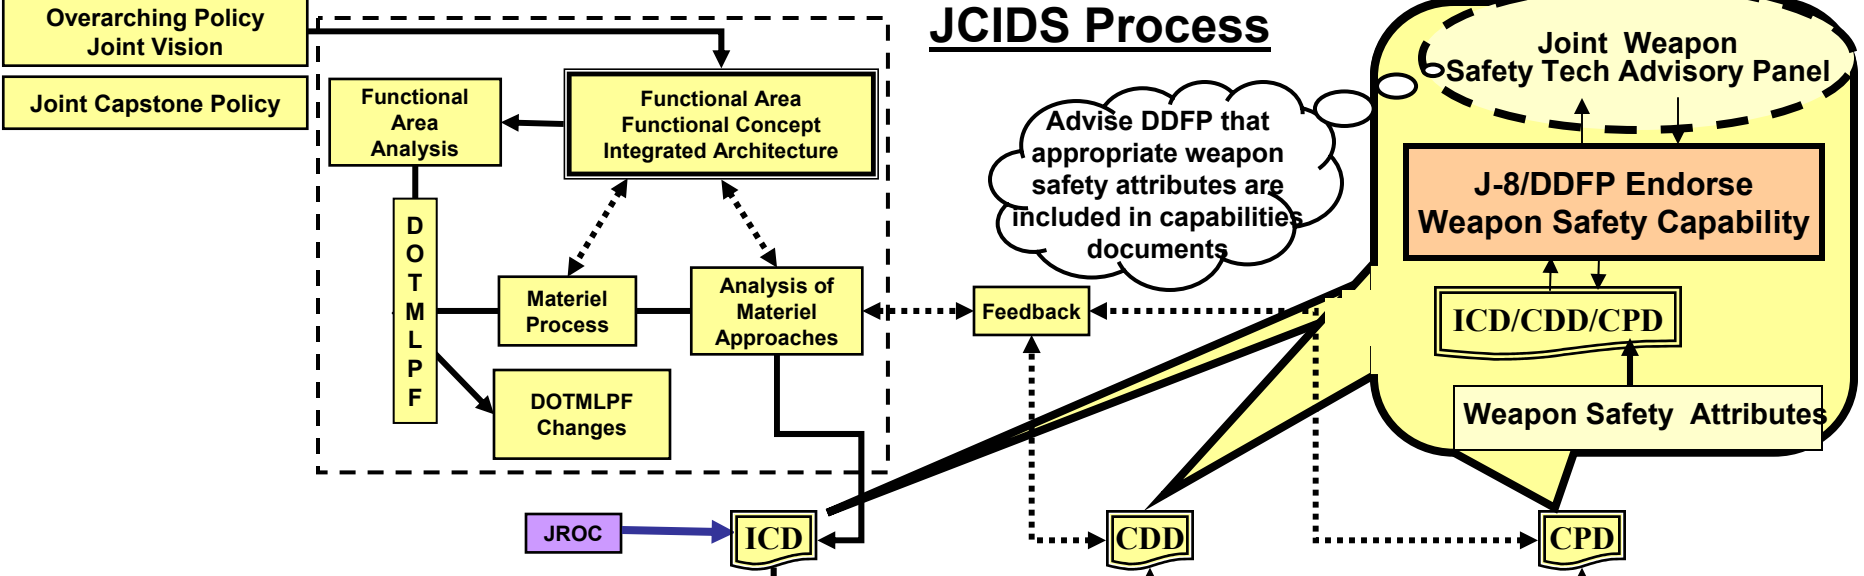 JCIDS Process
Overarching Policy
Joint Vision
Joint Capstone Policy
Functional
Area
Analysis
Functional Area
Functional Concept
Integrated Architecture
D
O
T
M
L
P
F
Materiel
Process
Analysis of
Materiel
Approaches
DOTMLPF
Changes
Feedback
Advise DDFP that
appropriate weapon
safety attributes are
included in capabilities
documents
Joint Weapon
Safety Tech Advisory Panel
J-8/DDFP Endorse
Weapon Safety Capability
ICD/CDD/CPD
Weapon Safety Attributes
JROC
ICD
CDD
CPD